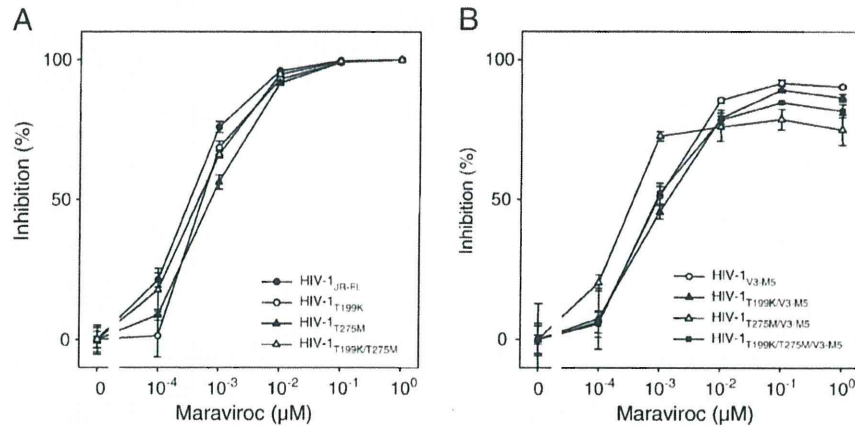 A
Inhibition (%)
100
50
0
HIV-1JR-FL
HIV-1T199K
HIV-1T275M
HIV-1T199K/T275M
0 10⁻⁴ 10⁻³ 10⁻² 10⁻¹ 10⁰
Maraviroc (µM)
B
Inhibition (%)
100
50
0
HIV-1V3-M5
HIV-1T199K/V3-M5
HIV-1T275M/V3-M5
HIV-1T199K/T275M/V3-M5
0 10⁻⁴ 10⁻³ 10⁻² 10⁻¹ 10⁰
Maraviroc (µM)